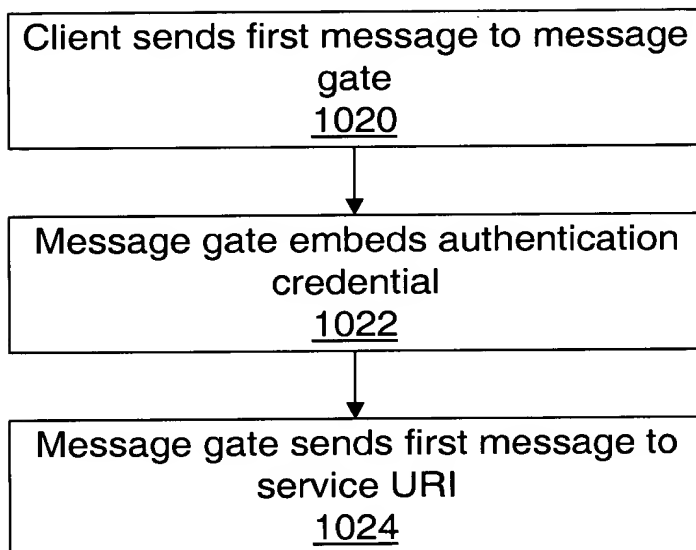 Client sends first message to message
gate
1020
Message gate embeds authentication
credential
1022
Message gate sends first message to
service URI
1024